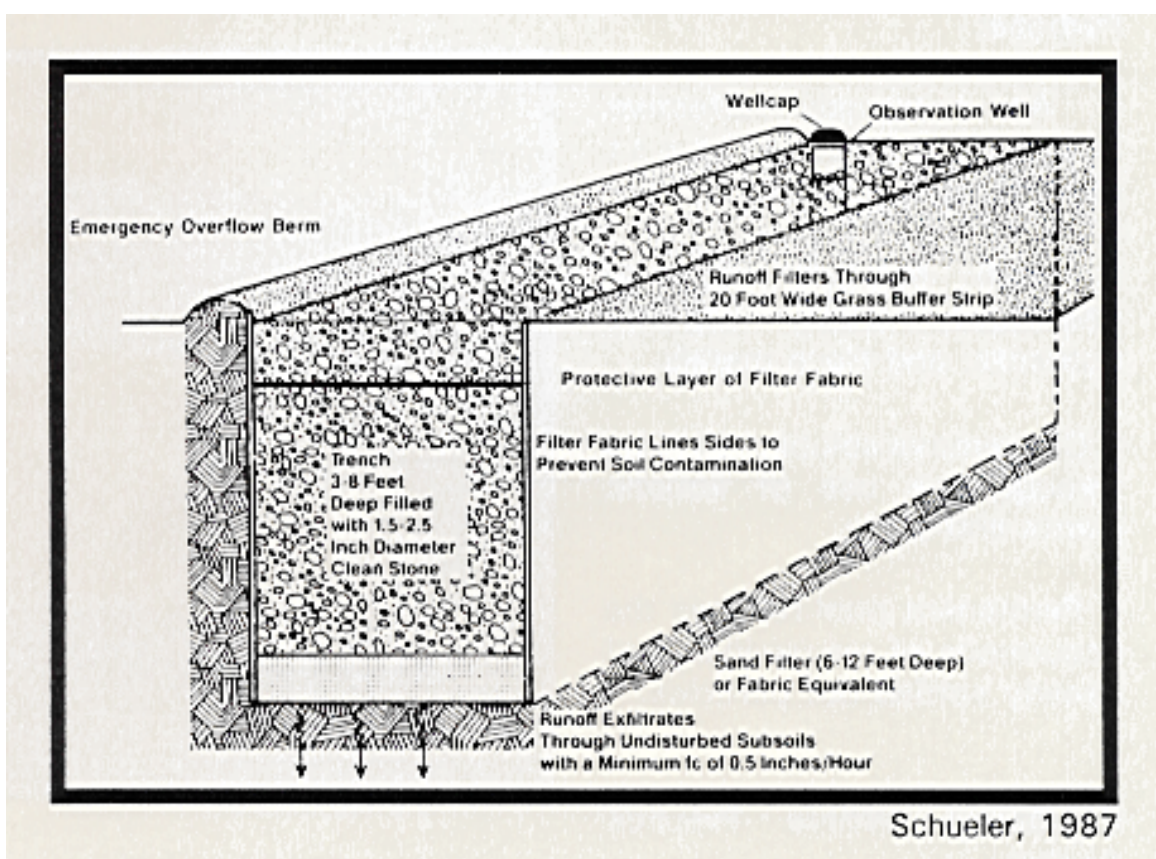 Wellcap
Observation Well
Emergency Overflow Berm
Runoff Filters Through
20 Foot Wide Grass Buffer Strip
Protective Layer of Filter Fabric
Filter Fabric Lines Sides to
Prevent Soil Contamination
Trench
3-8 Feet
Deep Filled
with 1.5-2.5
Inch Diameter
Clean Stone
Sand Filter (6-12 Feet Deep)
or Fabric Equivalent
Runoff Exfiltrates
Through Undisturbed Subsoils
with a Minimum fc of 0.5 Inches/Hour
Schueler, 1987